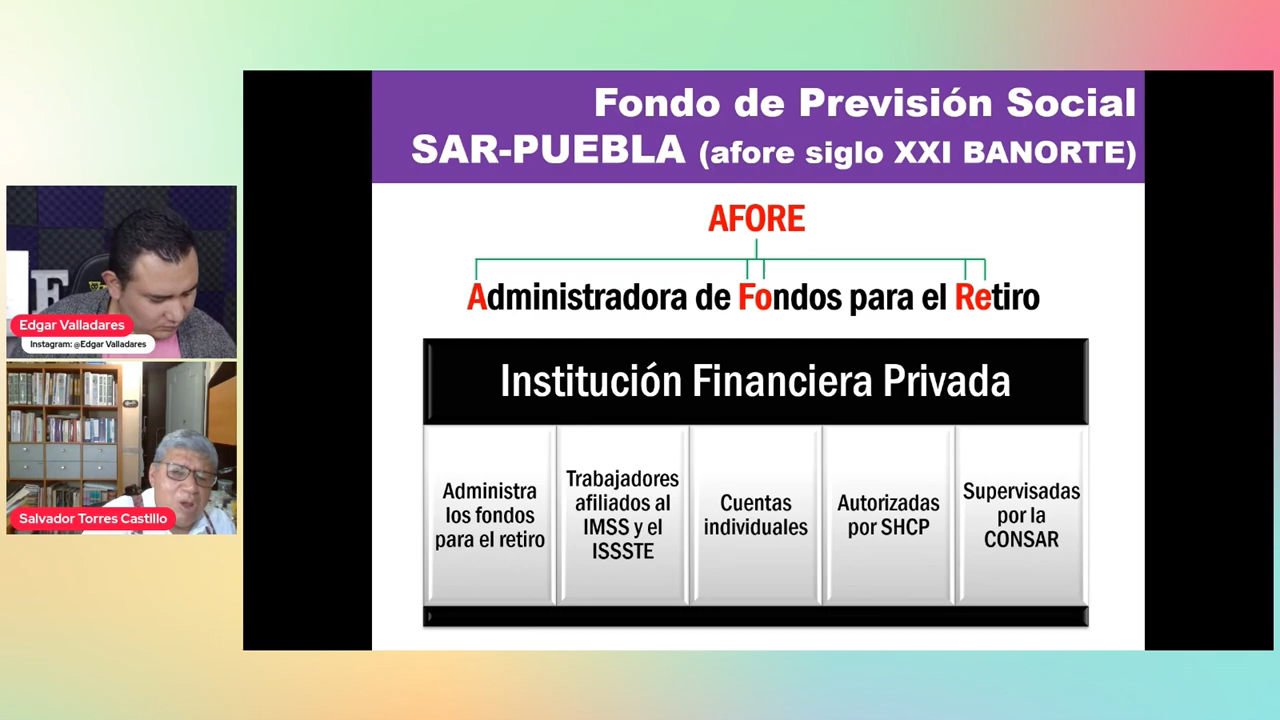 Fondo de Previsión Social
SAR-PUEBLA (afore siglo XXI BANORTE)
AFORE
Administradora de Fondos para el Retiro
Institución Financiera Privada
Administra
los fondos
para el retiro
Trabajadores
afiliados al
IMSS y el
ISSSTE
Cuentas
individuales
Autorizadas
por SHCP
Supervisadas
por la
CONSAR
Edgar Valladares
Instagram: @Edgar Valladares
Salvador Torres Castillo